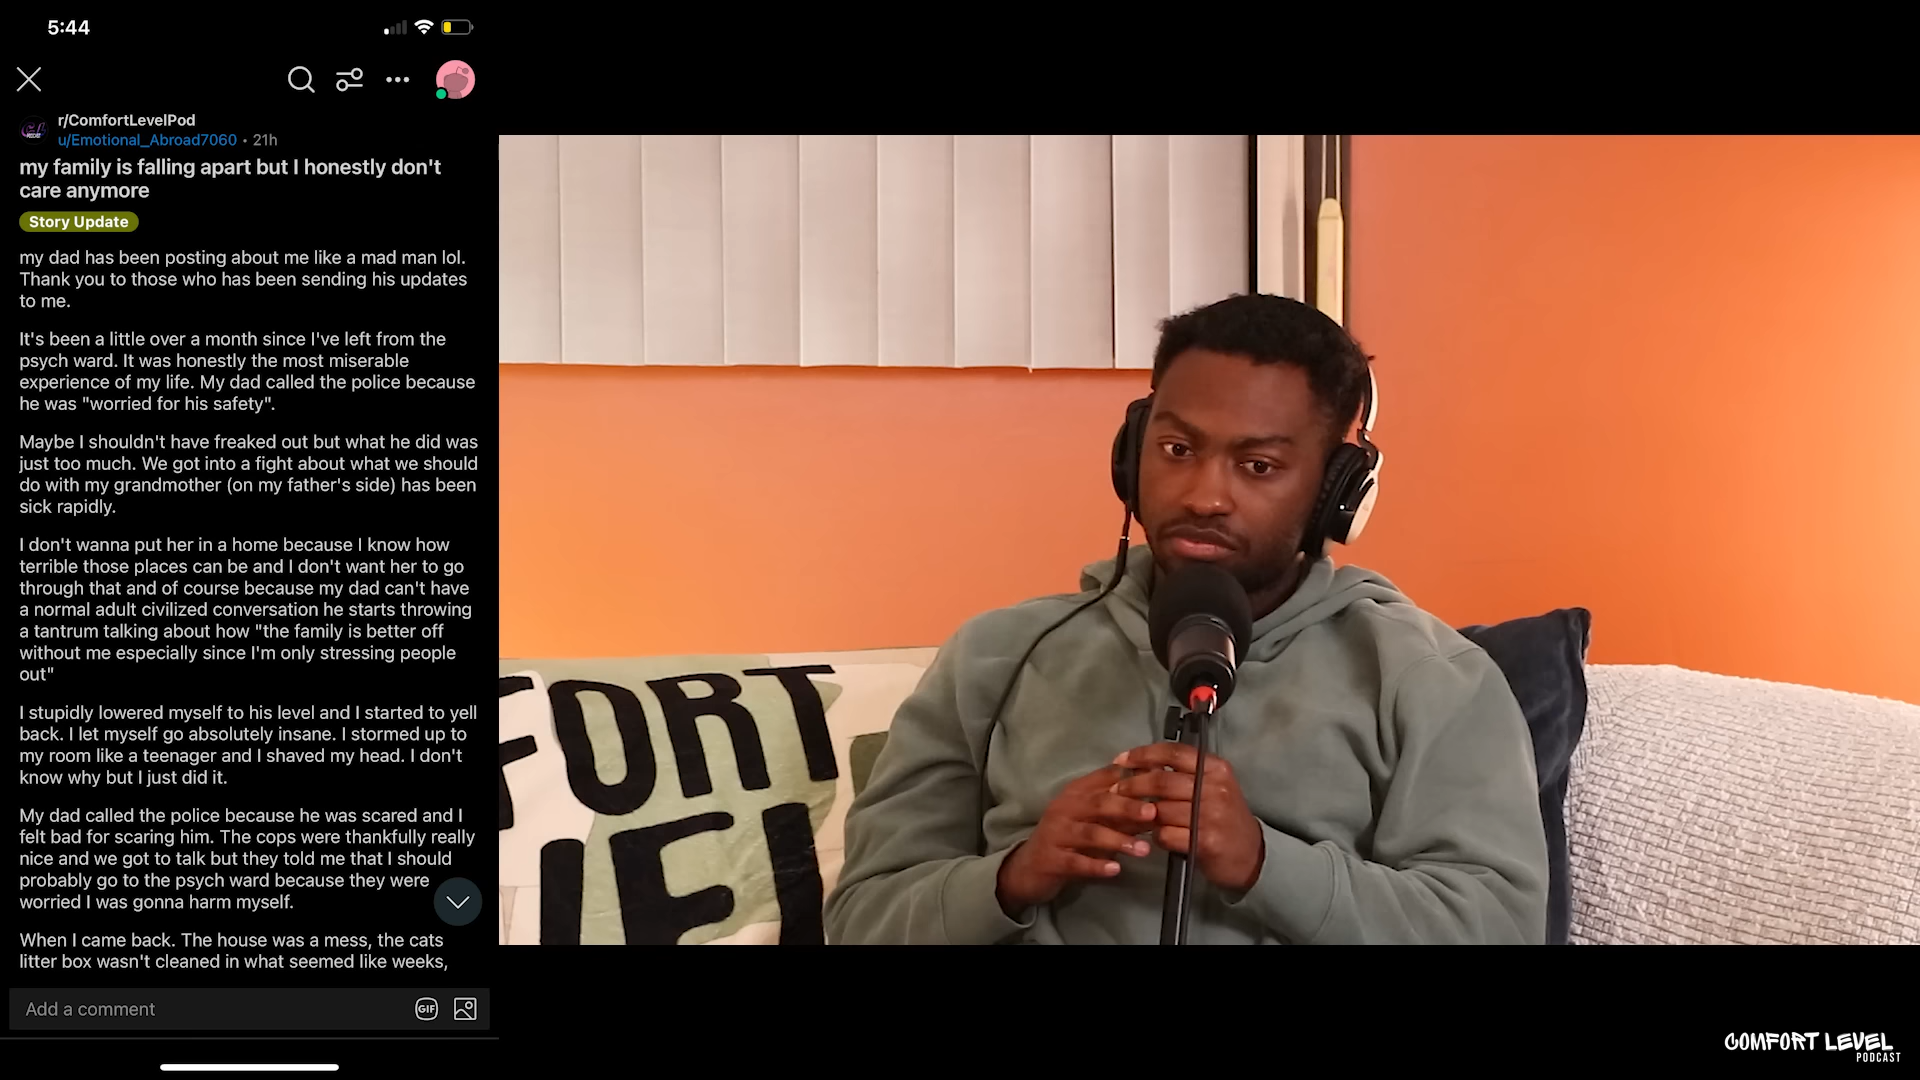 5:44
r/ComfortLevelPod
u/Emotional_Abroad7060 • 21h
my family is falling apart but I honestly don't
care anymore
Story Update
my dad has been posting about me like a mad man lol.
Thank you to those who has been sending his updates
to me.
It's been a little over a month since I've left from the
psych ward. It was honestly the most miserable
experience of my life. My dad called the police because
he was "worried for his safety".
Maybe I shouldn't have freaked out but what he did was
just too much. We got into a fight about what we should
do with my grandmother (on my father's side) has been
sick rapidly.
I don't wanna put her in a home because I know how
terrible those places can be and I don't want her to go
through that and of course because my dad can't have
a normal adult civilized conversation he starts throwing
a tantrum talking about how "the family is better off
without me especially since I'm only stressing people
out"
I stupidly lowered myself to his level and I started to yell
back. I let myself go absolutely insane. I stormed up to
my room like a teenager and I shaved my head. I don't
know why but I just did it.
My dad called the police because he was scared and I
felt bad for scaring him. The cops were thankfully really
nice and we got to talk but they told me that I should
probably go to the psych ward because they were
worried I was gonna harm myself.
When I came back. The house was a mess, the cats
litter box wasn't cleaned in what seemed like weeks,
Add a comment
GIF
FORT
COMFORT LEVEL
PODCAST